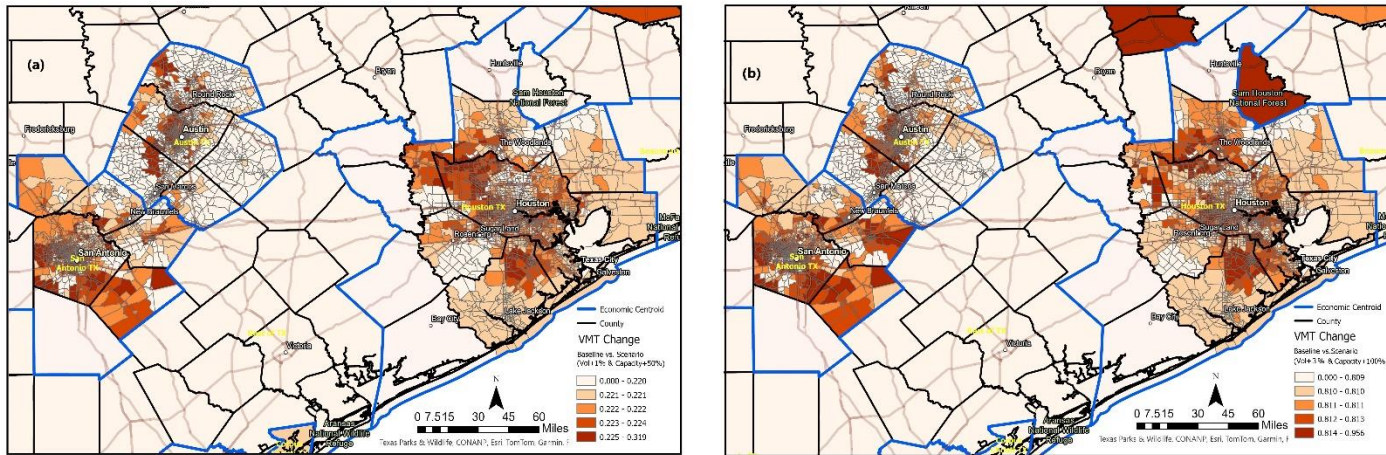 (a)
Huntsville
Bryan
Sam Houston
National Forest
Round Rock
Fredericksburg
Austin
Austin TX
The Woodlands
San Marcos
New Braunfels
Houston
Houston TX
Sugar Land
San Antonio
San
Antonio TX
Texas City
Galveston
Lake Jackson
Bay City
Victoria
Aransas
National Wildlife
Refuge
Economic Centroid
County
VMT Change
Baseline vs. Scenario
(Vol+1% & Capacity+50%)
0.000 - 0.220
0.221 - 0.221
0.222 - 0.222
0.223 - 0.224
0.225 - 0.319
N
0 7.5 15 30 45 60
Miles
Texas Parks & Wildlife, CONANP, Esri, TomTom, Garmin, F
(b)
Huntsville
Bryan
Sam Houston
National Forest
Round Rock
Fredericksburg
Austin
Austin TX
The Woodlands
San Marcos
New Braunfels
Houston
Houston TX
Sugar Land
Rosenberg
San Antonio
San
Antonio TX
Texas City
Galveston
Lake Jackson
Bay City
Victoria
Aransas
National Wildlife
Refuge
Economic Centroid
County
VMT Change
Baseline vs.Scenario
(Vol+ 3 % & Capacity+100%)
0.000 - 0.809
0.810 - 0.810
0.811 - 0.811
0.812 - 0.813
0.814 - 0.956
N
0 7.5 15 30 45 60
Miles
Texas Parks & Wildlife, CONANP, Esri, TomTom, Garmin, F